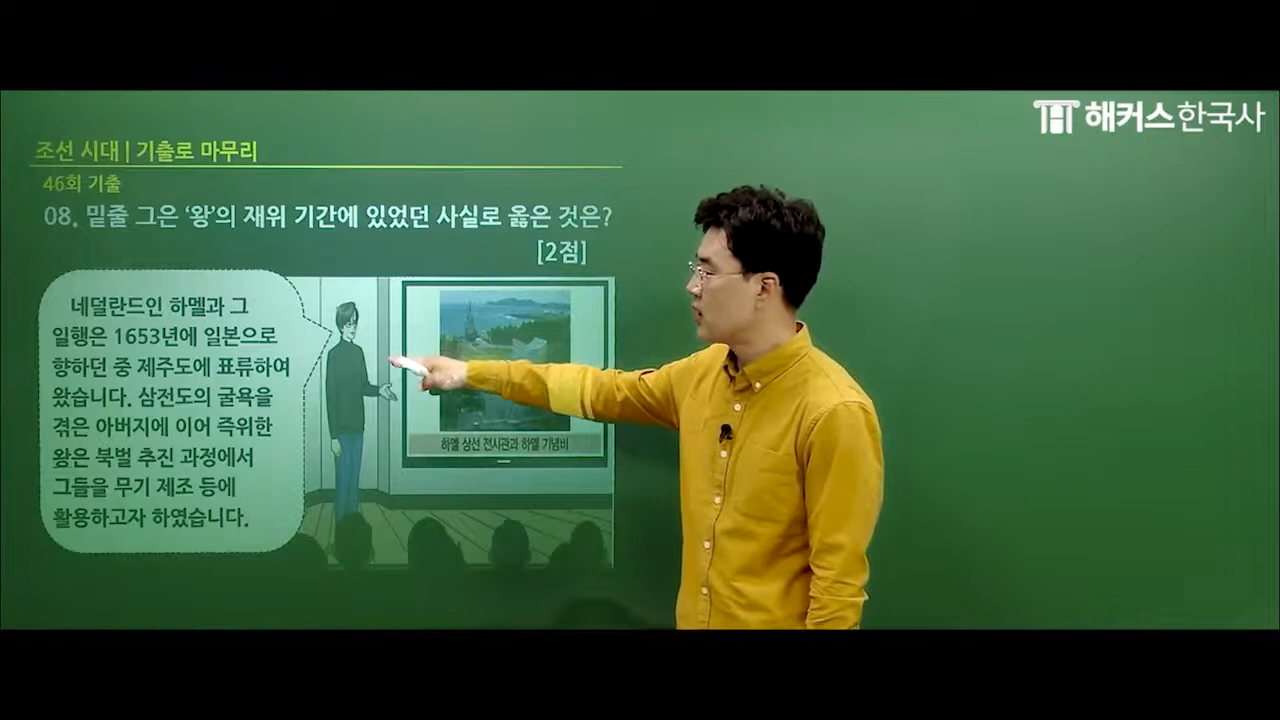 해커스한국사
조선 시대 | 기출로 마무리
46회 기출
08. 밑줄 그은 '왕'의 재위 기간에 있었던 사실로 옳은 것은?
[2점]
네덜란드인 하멜과 그
일행은 1653년에 일본으로
향하던 중 제주도에 표류하여
왔습니다. 삼전도의 굴욕을
겪은 아버지에 이어 즉위한
왕은 북벌 추진 과정에서
그들을 무기 제조 등에
활용하고자 하였습니다.
하멜 상선 전시관과 하멜 기념비